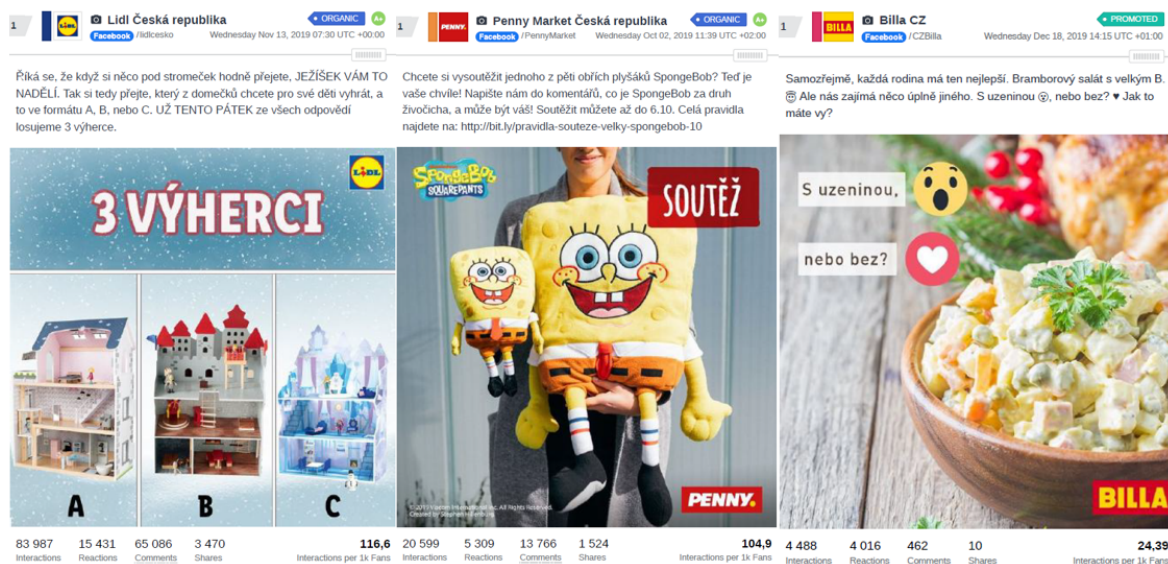 1
LIDL
Lidl Česká republika
ORGANIC
A+
Facebook /lidlcesko
Wednesday Nov 13, 2019 07:30 UTC +00:00
Říká se, že když si něco pod stromeček hodně přejete, JEŽÍŠEK VÁM TO
NADĚLÍ. Tak si tedy přejte, který z domečků chcete pro své děti vyhrát, a
to ve formátu A, B, nebo C. UŽ TENTO PÁTEK ze všech odpovědí
losujeme 3 výherce.
LIDL
3 VÝHERCI
A
B
C
83 987
15 431
65 086
3 470
116,6
Interactions
Reactions
Comments
Shares
Interactions per 1k Fans
1
PENNY.
Penny Market Česká republika
ORGANIC
A+
Facebook /PennyMarket
Wednesday Oct 02, 2019 11:39 UTC +02:00
Chcete si vysoutěžit jednoho z pěti obřích plyšáků SpongeBob? Teď je
vaše chvíle! Napište nám do komentářů, co je SpongeBob za druh
živočicha, a může být váš! Soutěžit můžete až do 6.10. Celá pravidla
najdete na: http://bit.ly/pravidla-souteze-velky-spongebob-10
SpongeBob
SQUAREPANTS
SOUTĚŽ
PENNY.
20 599
5 309
13 766
1 524
104,9
Interactions
Reactions
Comments
Shares
Interactions per 1k Fans
1
BILLA
Billa CZ
PROMOTED
Facebook /CZBilla
Wednesday Dec 18, 2019 14:15 UTC +01:00
Samozřejmě, každá rodina má ten nejlepší. Bramborový salát s velkým B.
😇 Ale nás zajímá něco úplně jiného. S uzeninou 😮, nebo bez? ♥ Jak to
máte vy?
S uzeninou,
nebo bez?
BILLA
4 488
4 016
462
10
24,39
Interactions
Reactions
Comments
Shares
Interactions per 1k Fans